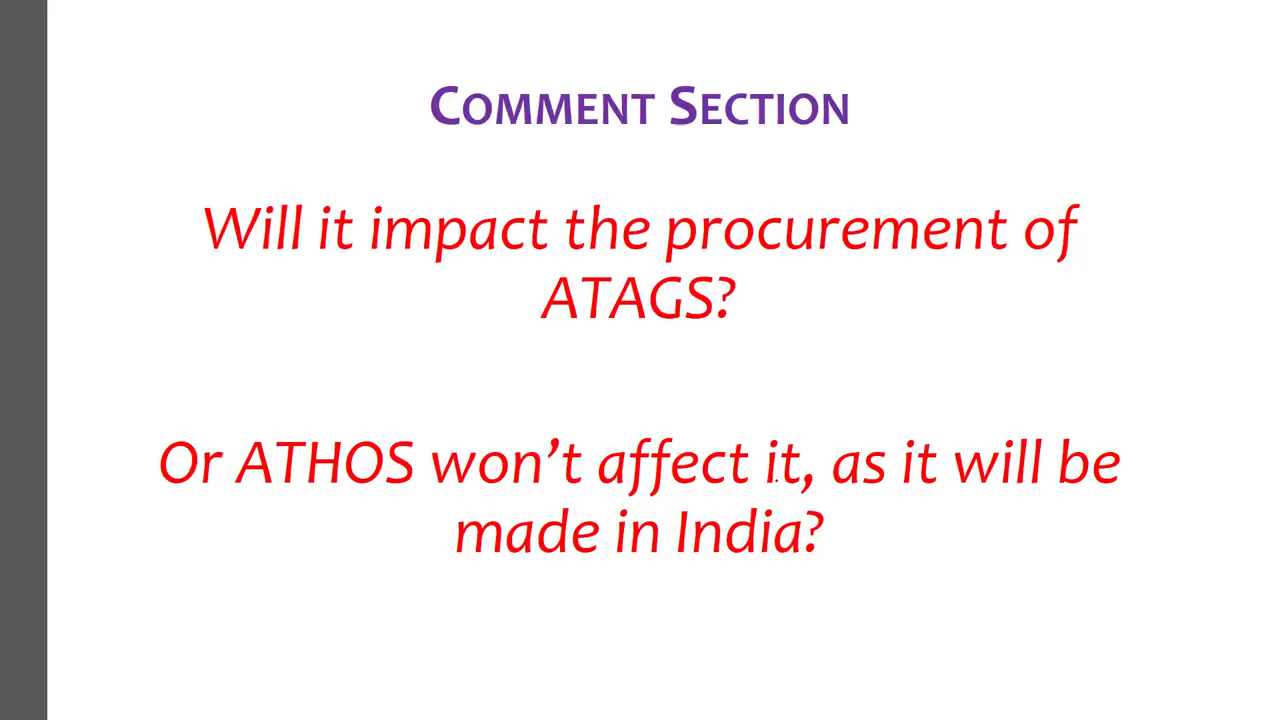 Comment Section
Will it impact the procurement of
ATAGS?
Or ATHOS won’t affect it, as it will be
made in India?